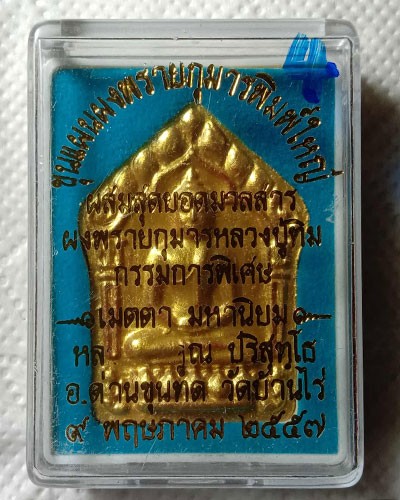 4
ขุนแผนผงพรายกุมารพิมพ์ใหญ่
ผสมสุดยอดมวลสาร
ผงพรายกุมารหลวงปู่ทิม
กรรมการพิเศษ
เมตตา มหานิยม
หล ุณ ปริสุทฺโธ
อ.ด่านขุนทด วัดบ้านไร่
๙ พฤษภาคม ๒๕๕๗